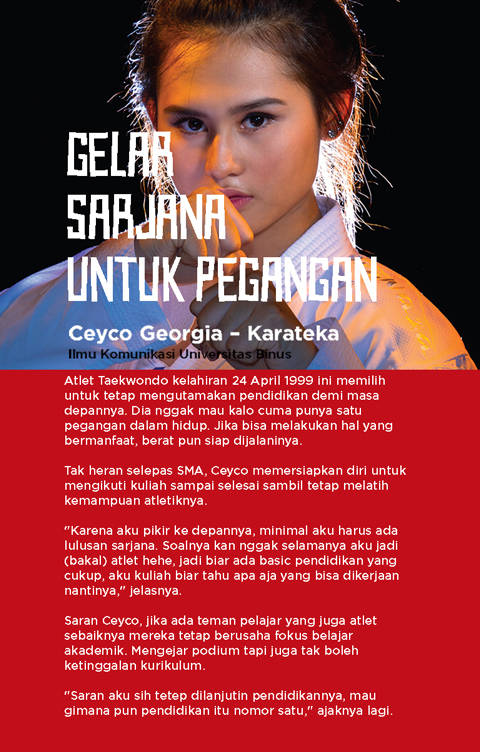 GELAR
SARJANA
UNTUK PEGANGAN
Ceyco Georgia – Karateka
Ilmu Komunikasi Universitas Binus
Atlet Taekwondo kelahiran 24 April 1999 ini memilih
untuk tetap mengutamakan pendidikan demi masa
depannya. Dia nggak mau kalo cuma punya satu
pegangan dalam hidup. Jika bisa melakukan hal yang
bermanfaat, berat pun siap dijalaninya.
Tak heran selepas SMA, Ceyco memersiapkan diri untuk
mengikuti kuliah sampai selesai sambil tetap melatih
kemampuan atletiknya.
"Karena aku pikir ke depannya, minimal aku harus ada
lulusan sarjana. Soalnya kan nggak selamanya aku jadi
(bakal) atlet hehe, jadi biar ada basic pendidikan yang
cukup, aku kuliah biar tahu apa aja yang bisa dikerjaan
nantinya," jelasnya.
Saran Ceyco, jika ada teman pelajar yang juga atlet
sebaiknya mereka tetap berusaha fokus belajar
akademik. Mengejar podium tapi juga tak boleh
ketinggalan kurikulum.
"Saran aku sih tetep dilanjutin pendidikannya, mau
gimana pun pendidikan itu nomor satu," ajaknya lagi.